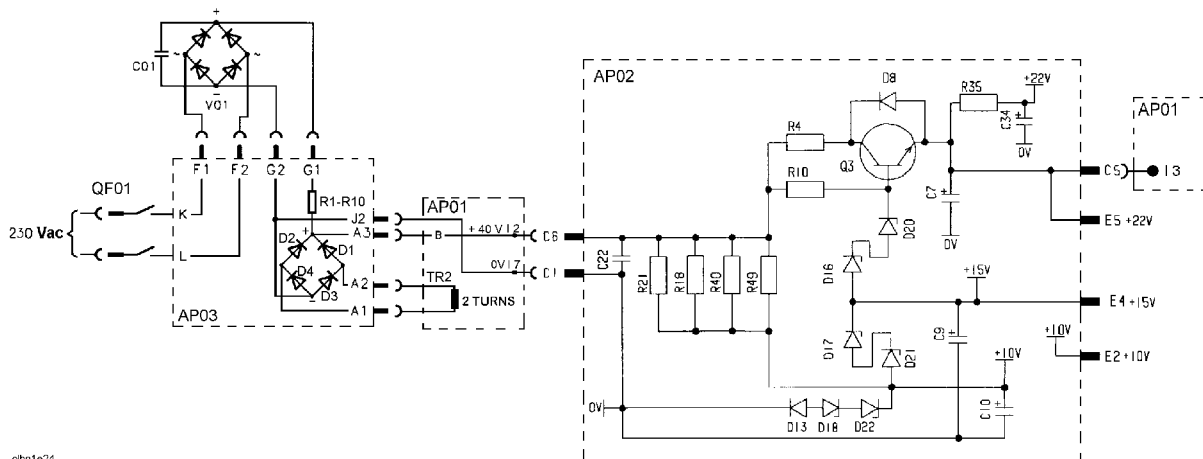 +
C01
~
~
−
V01
F1
F2
G2
G1
QF01
K
L
230 Vac
R1-R10
J2
+
A3
D2
D1
D4
D3
A2
−
A1
AP03
AP01
B
+40V I2
C6
0V I7
C1
TR2
2 TURNS
AP02
D8
R4
Q3
R10
R35
+22V
+
C34
0V
+
C7
0V
D20
AP01
C5
I3
E5 +22V
C22
R21
R18
R40
R49
D16
+15V
E4 +15V
D17
D21
+
C9
+10V
E2 +10V
+10V
+
C10
0V
D13
D18
D22